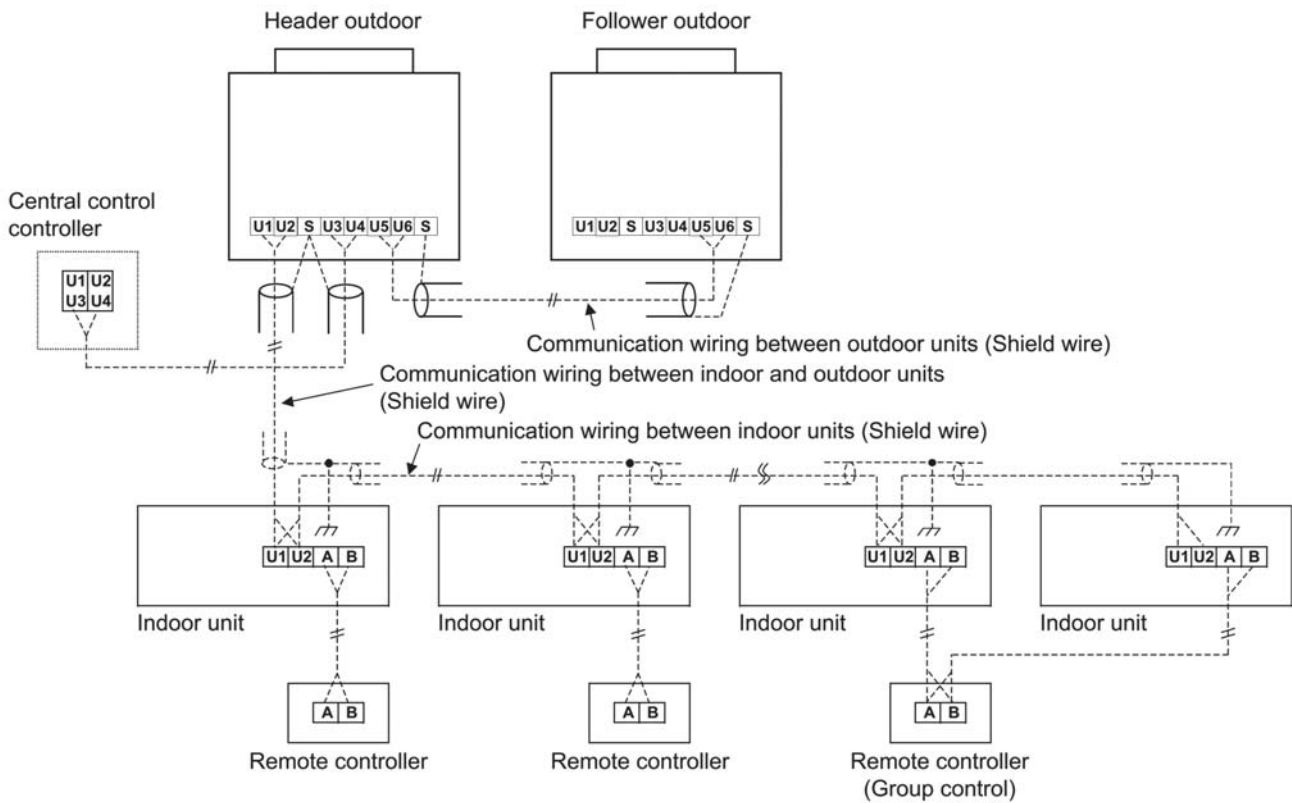 Header outdoor
Follower outdoor
Central control
controller
U1 U2
U3 U4
U1 U2 S U3 U4 U5 U6 S
U1 U2 S U3 U4 U5 U6 S
Communication wiring between outdoor units (Shield wire)
Communication wiring between indoor and outdoor units
(Shield wire)
Communication wiring between indoor units (Shield wire)
U1 U2 A B
U1 U2 A B
U1 U2 A B
U1 U2 A B
Indoor unit
Indoor unit
Indoor unit
Indoor unit
A B
A B
A B
Remote controller
Remote controller
Remote controller
(Group control)